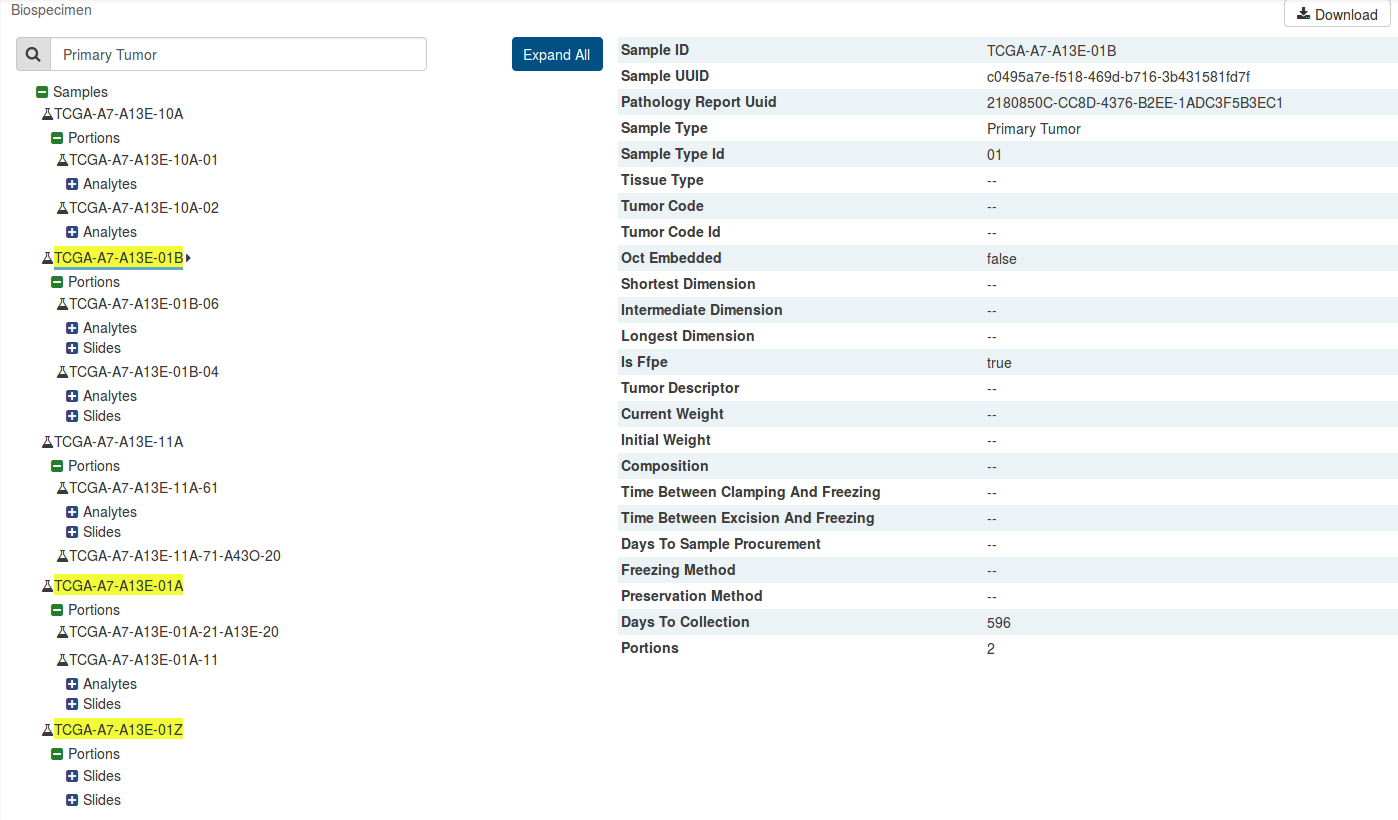 Biospecimen
Download
Primary Tumor
Expand All
Samples
TCGA-A7-A13E-10A
Portions
TCGA-A7-A13E-10A-01
Analytes
TCGA-A7-A13E-10A-02
Analytes
TCGA-A7-A13E-01B
Portions
TCGA-A7-A13E-01B-06
Analytes
Slides
TCGA-A7-A13E-01B-04
Analytes
Slides
TCGA-A7-A13E-11A
Portions
TCGA-A7-A13E-11A-61
Analytes
Slides
TCGA-A7-A13E-11A-71-A43O-20
TCGA-A7-A13E-01A
Portions
TCGA-A7-A13E-01A-21-A13E-20
TCGA-A7-A13E-01A-11
Analytes
Slides
TCGA-A7-A13E-01Z
Portions
Slides
Slides
Sample ID TCGA-A7-A13E-01B
Sample UUID c0495a7e-f518-469d-b716-3b431581fd7f
Pathology Report Uuid 2180850C-CC8D-4376-B2EE-1ADC3F5B3EC1
Sample Type Primary Tumor
Sample Type Id 01
Tissue Type --
Tumor Code --
Tumor Code Id --
Oct Embedded false
Shortest Dimension --
Intermediate Dimension --
Longest Dimension --
Is Ffpe true
Tumor Descriptor --
Current Weight --
Initial Weight --
Composition --
Time Between Clamping And Freezing --
Time Between Excision And Freezing --
Days To Sample Procurement --
Freezing Method --
Preservation Method --
Days To Collection 596
Portions 2